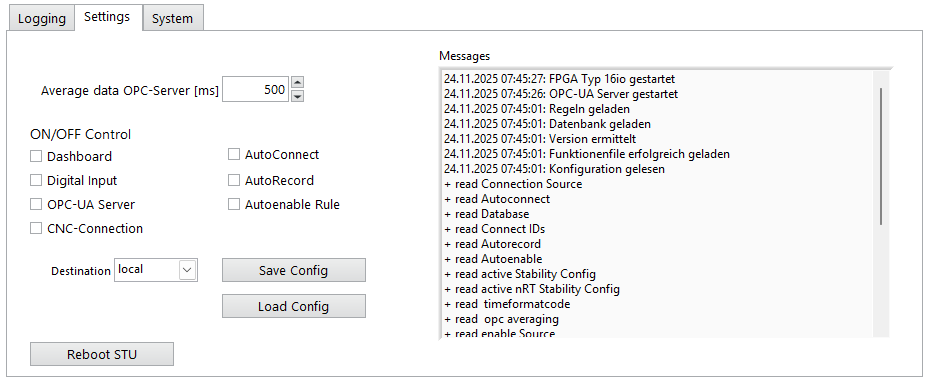 Logging
Settings
System
Average data OPC-Server [ms]
500
ON/OFF Control
Dashboard
AutoConnect
Digital Input
AutoRecord
OPC-UA Server
Autoenable Rule
CNC-Connection
Destination
local
Save Config
Load Config
Reboot STU
Messages
24.11.2025 07:45:27: FPGA Typ 16io gestartet
24.11.2025 07:45:26: OPC-UA Server gestartet
24.11.2025 07:45:01: Regeln geladen
24.11.2025 07:45:01: Datenbank geladen
24.11.2025 07:45:01: Version ermittelt
24.11.2025 07:45:01: Funktionenfile erfolgreich geladen
24.11.2025 07:45:01: Konfiguration gelesen
+ read Connection Source
+ read Autoconnect
+ read Database
+ read Connect IDs
+ read Autorecord
+ read Autoenable
+ read active Stability Config
+ read active nRT Stability Config
+ read  timeformatcode
+ read  opc averaging
+ read enable Source